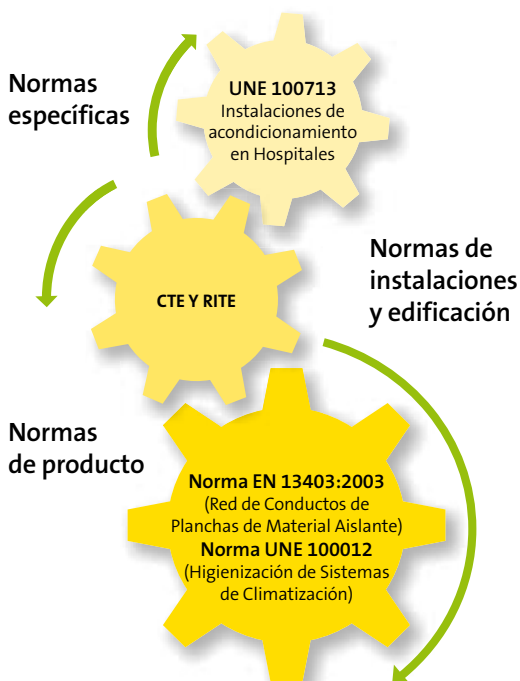 Normas
específicas
UNE 100713
Instalaciones de
acondicionamiento
en Hospitales
CTE Y RITE
Normas de
instalaciones
y edificación
Normas
de producto
Norma EN 13403:2003
(Red de Conductos de
Planchas de Material Aislante)
Norma UNE 100012
(Higienización de Sistemas
de Climatización)